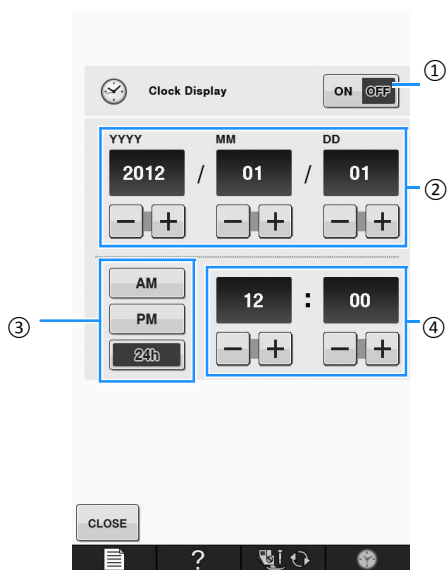 ①
Clock Display
ON OFF
YYYY MM DD
2012 / 01 / 01
②
− + − + − +
AM
PM
24h
③
12 : 00
− + − +
④
CLOSE
?